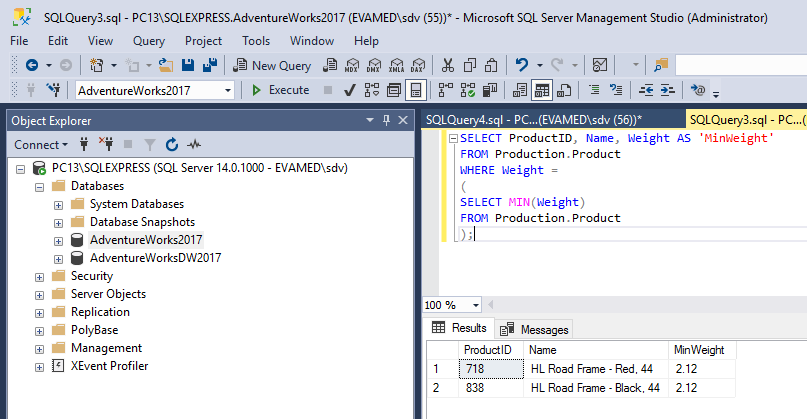 SQLQuery3.sql - PC13\SQLEXPRESS.AdventureWorks2017 (EVAMED\sdv (55))* - Microsoft SQL Server Management Studio (Administrator)
File Edit View Query Project Tools Window Help
New Query MDX DMX XMLA DAX
AdventureWorks2017 Execute
Object Explorer
Connect
PC13\SQLEXPRESS (SQL Server 14.0.1000 - EVAMED\sdv)
Databases
System Databases
Database Snapshots
AdventureWorks2017
AdventureWorksDW2017
Security
Server Objects
Replication
PolyBase
Management
XEvent Profiler
SQLQuery4.sql - PC...(EVAMED\sdv (56))* SQLQuery3.sql - PC...(
SELECT ProductID, Name, Weight AS 'MinWeight'
FROM Production.Product
WHERE Weight =
(
SELECT MIN(Weight)
FROM Production.Product
);
100 %
Results Messages
ProductID Name MinWeight
1 718 HL Road Frame - Red, 44 2.12
2 838 HL Road Frame - Black, 44 2.12